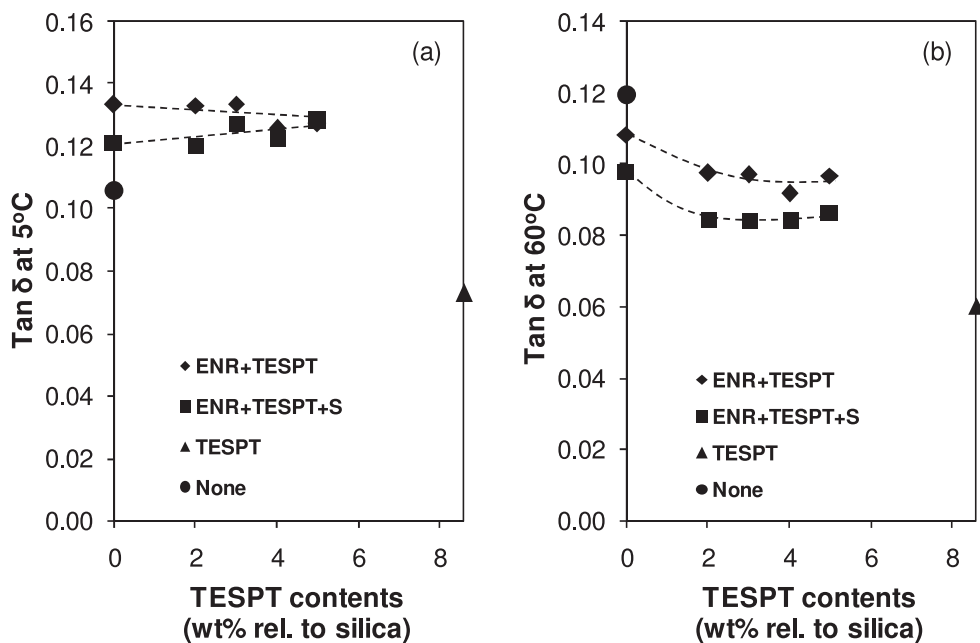 (a)
Tan δ at 5ºC
0.16
0.14
0.12
0.10
0.08
0.06
0.04
0.02
0.00
ENR+TESPT
ENR+TESPT+S
TESPT
None
0 2 4 6 8
TESPT contents
(wt% rel. to silica)
(b)
Tan δ at 60ºC
0.14
0.12
0.10
0.08
0.06
0.04
0.02
0.00
ENR+TESPT
ENR+TESPT+S
TESPT
None
0 2 4 6 8
TESPT contents
(wt% rel. to silica)